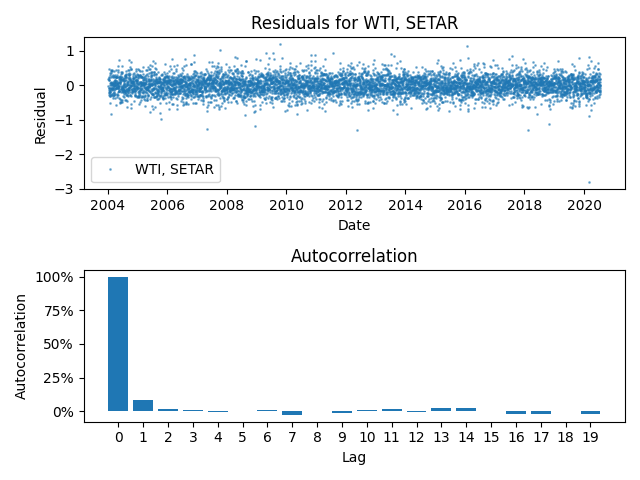 Residuals for WTI, SETAR
1
0
−1
−2
−3
Residual
WTI, SETAR
2004 2006 2008 2010 2012 2014 2016 2018 2020
Date
Autocorrelation
100%
75%
50%
25%
0%
Autocorrelation
0 1 2 3 4 5 6 7 8 9 10 11 12 13 14 15 16 17 18 19
Lag